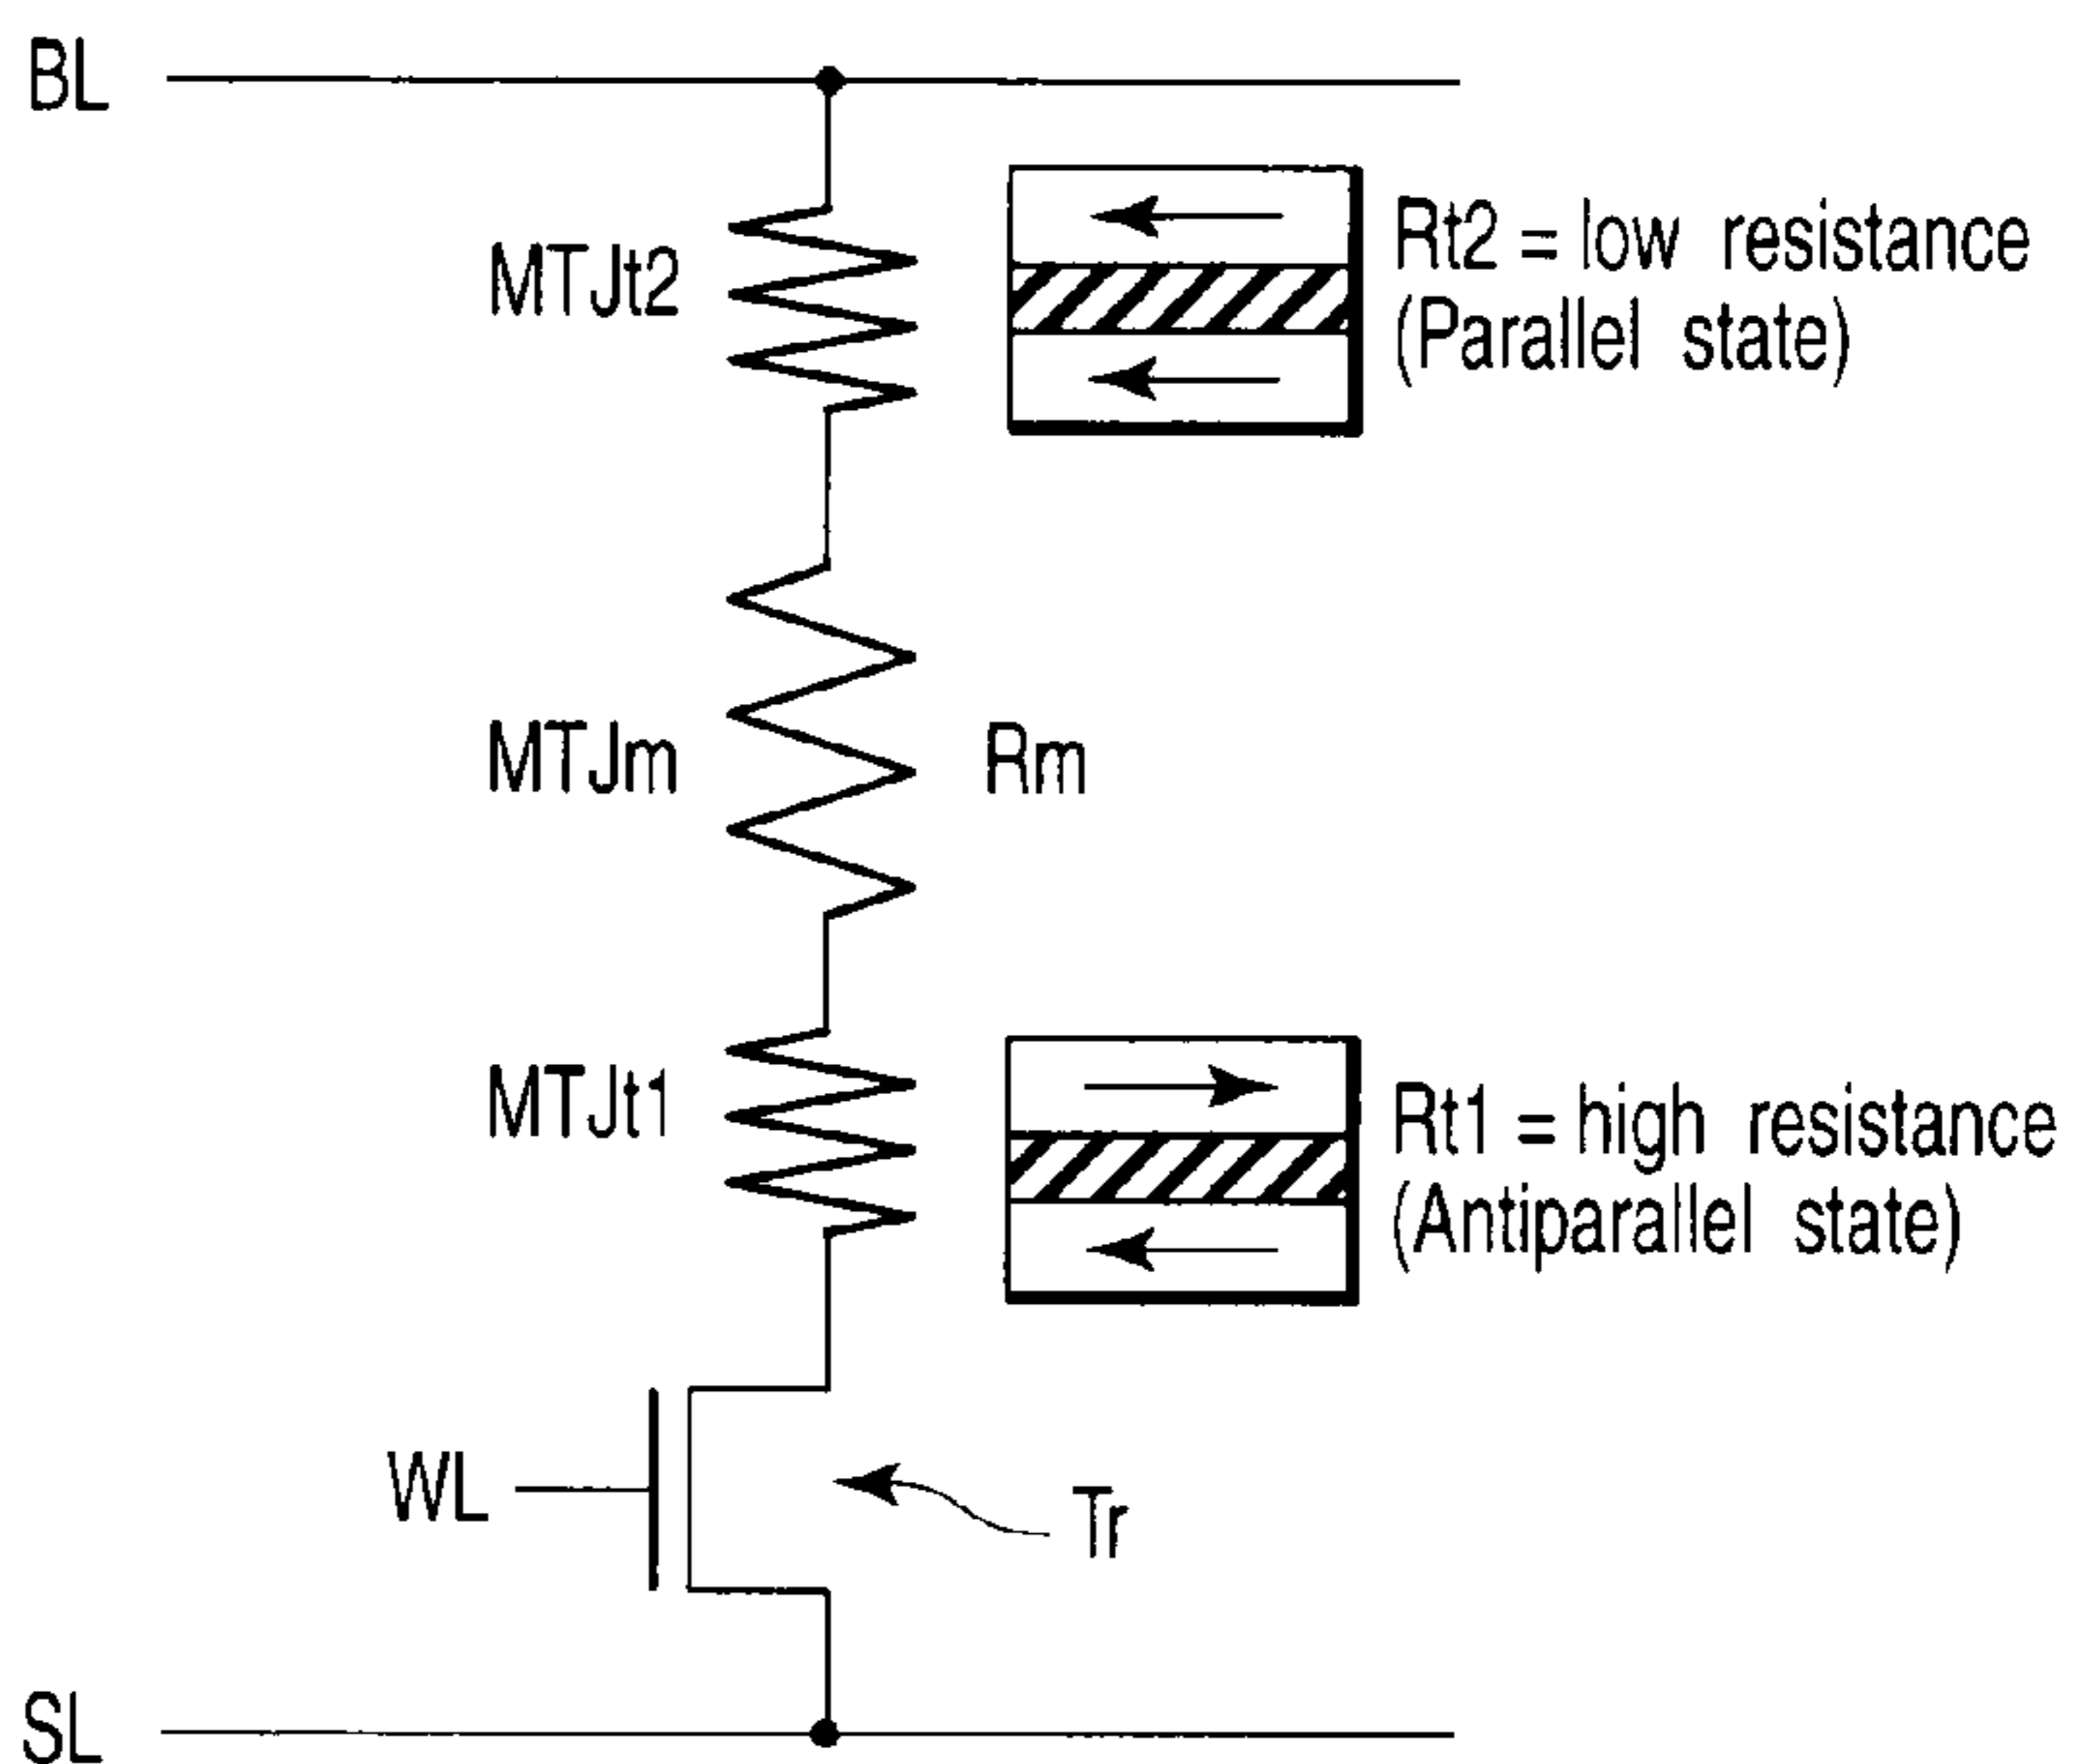 BL
MTJt2
Rt2 = low resistance
(Parallel state)
MTJm
Rm
MTJt1
Rt1 = high resistance
(Antiparallel state)
WL
Tr
SL